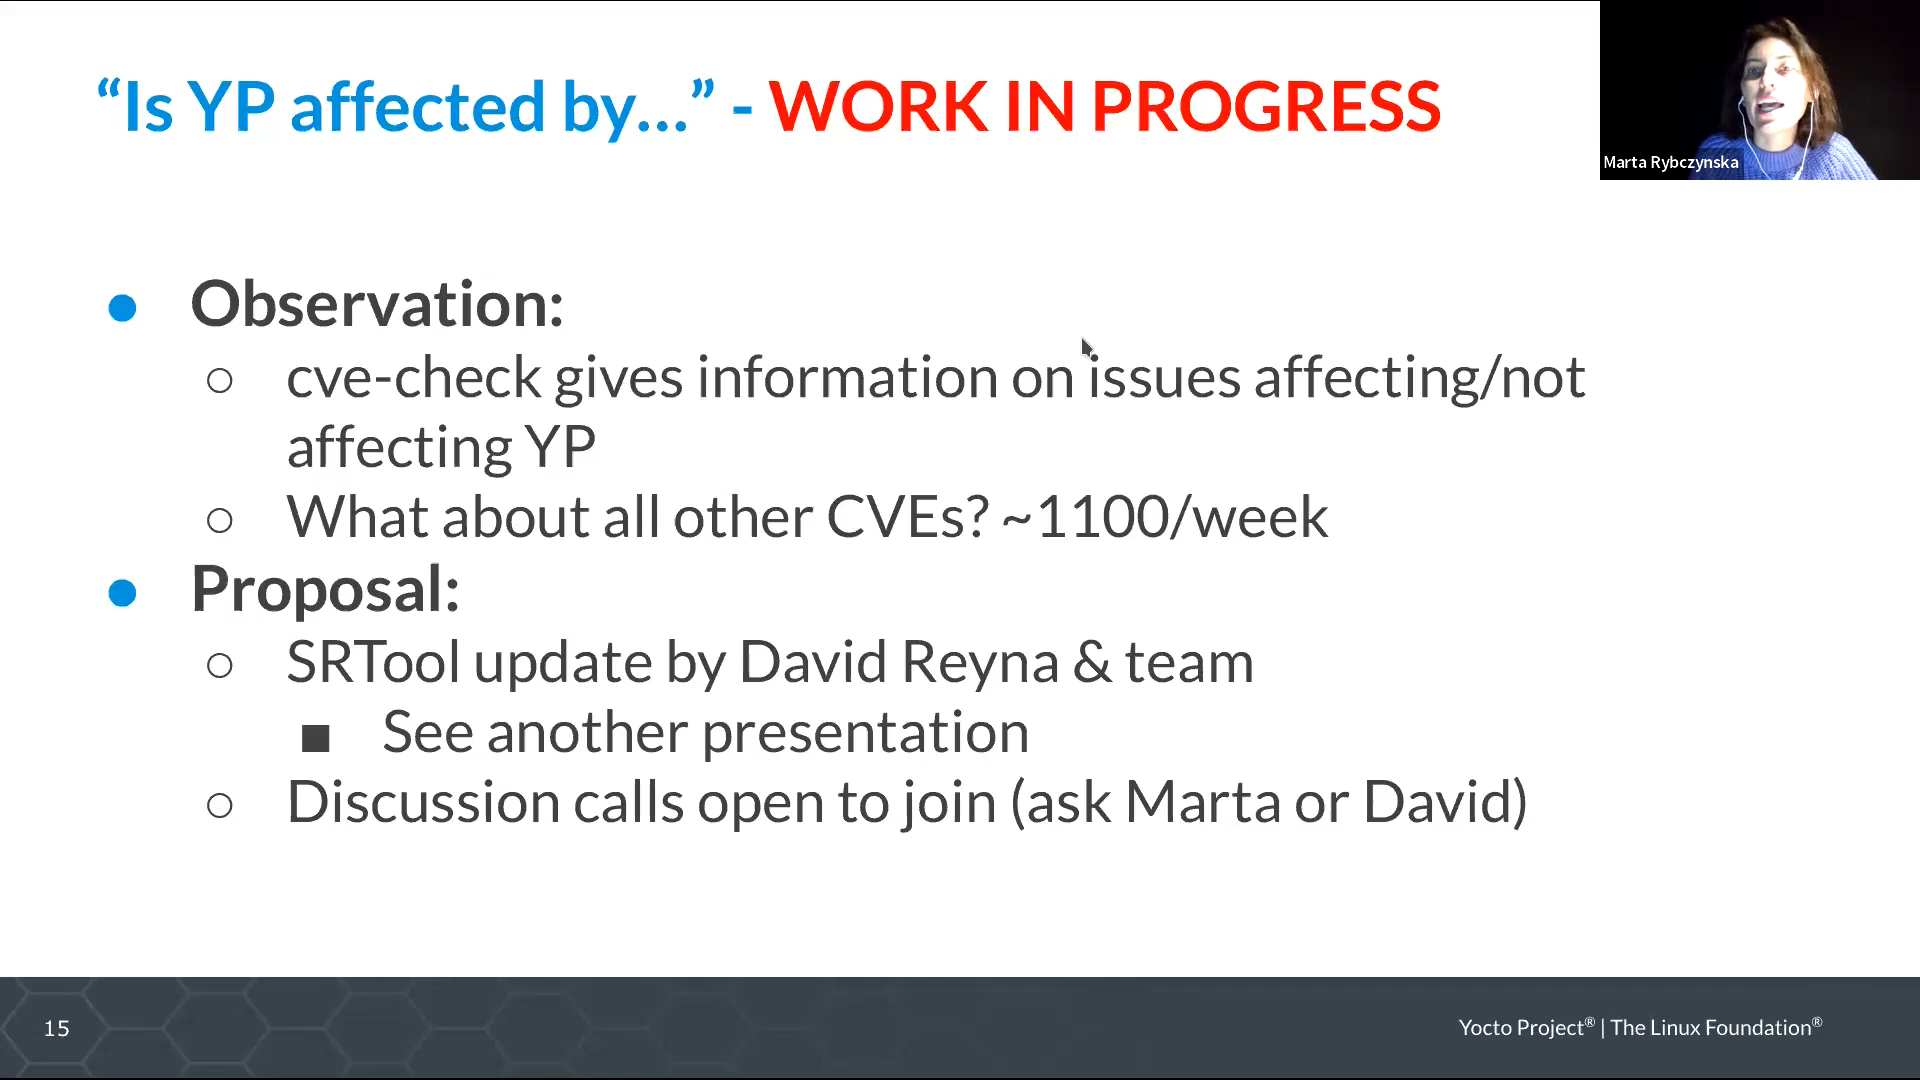 “Is YP affected by...” - WORK IN PROGRESS
Marta Rybczynska
● Observation:
○ cve-check gives information on issues affecting/not
affecting YP
○ What about all other CVEs? ~1100/week
● Proposal:
○ SRTool update by David Reyna & team
■ See another presentation
○ Discussion calls open to join (ask Marta or David)
15
Yocto Project® | The Linux Foundation®